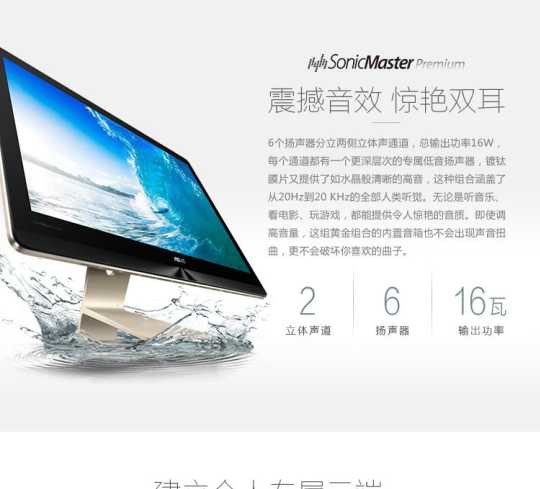 SonicMaster Premium
震撼音效 惊艳双耳
6个扬声器分立两侧立体声通道，总输出功率16W，
每个通道都有一个更深层次的专属低音扬声器，镀钛
膜片又提供了如水晶般清晰的高音，这种组合涵盖了
从20Hz到20 KHz的全部人类听觉。无论是听音乐、
看电影、玩游戏，都能提供令人惊艳的音质。即使调
高音量，这组黄金组合的内置音箱也不会出现声音扭
曲，更不会破坏你喜欢的曲子。
2 6 16瓦
立体声道 扬声器 输出功率